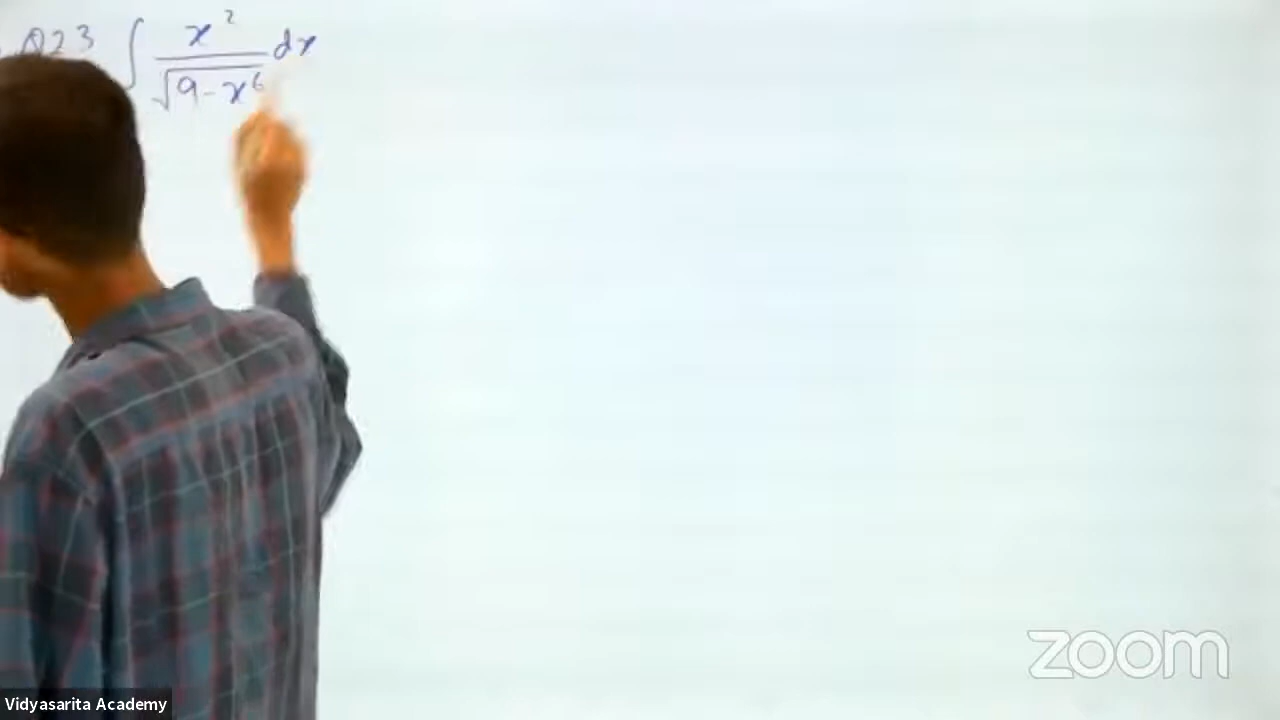 Q23 ∫ x² / √(9-x⁶) dx
zoom
Vidyasarita Academy